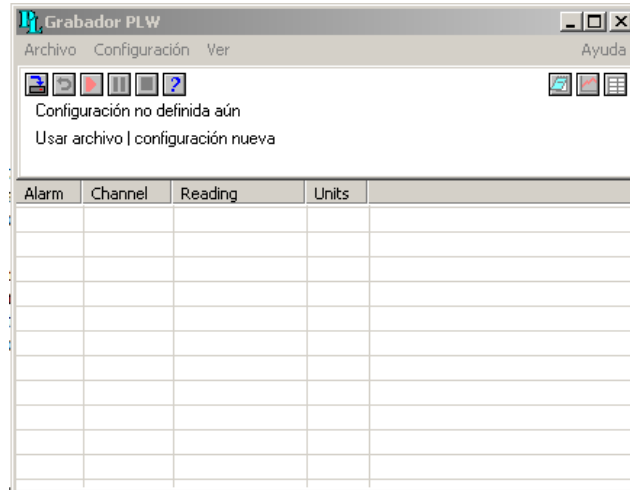 Grabador PLW
Archivo Configuración Ver Ayuda
?
Configuración no definida aún
Usar archivo | configuración nueva
Alarm Channel Reading Units